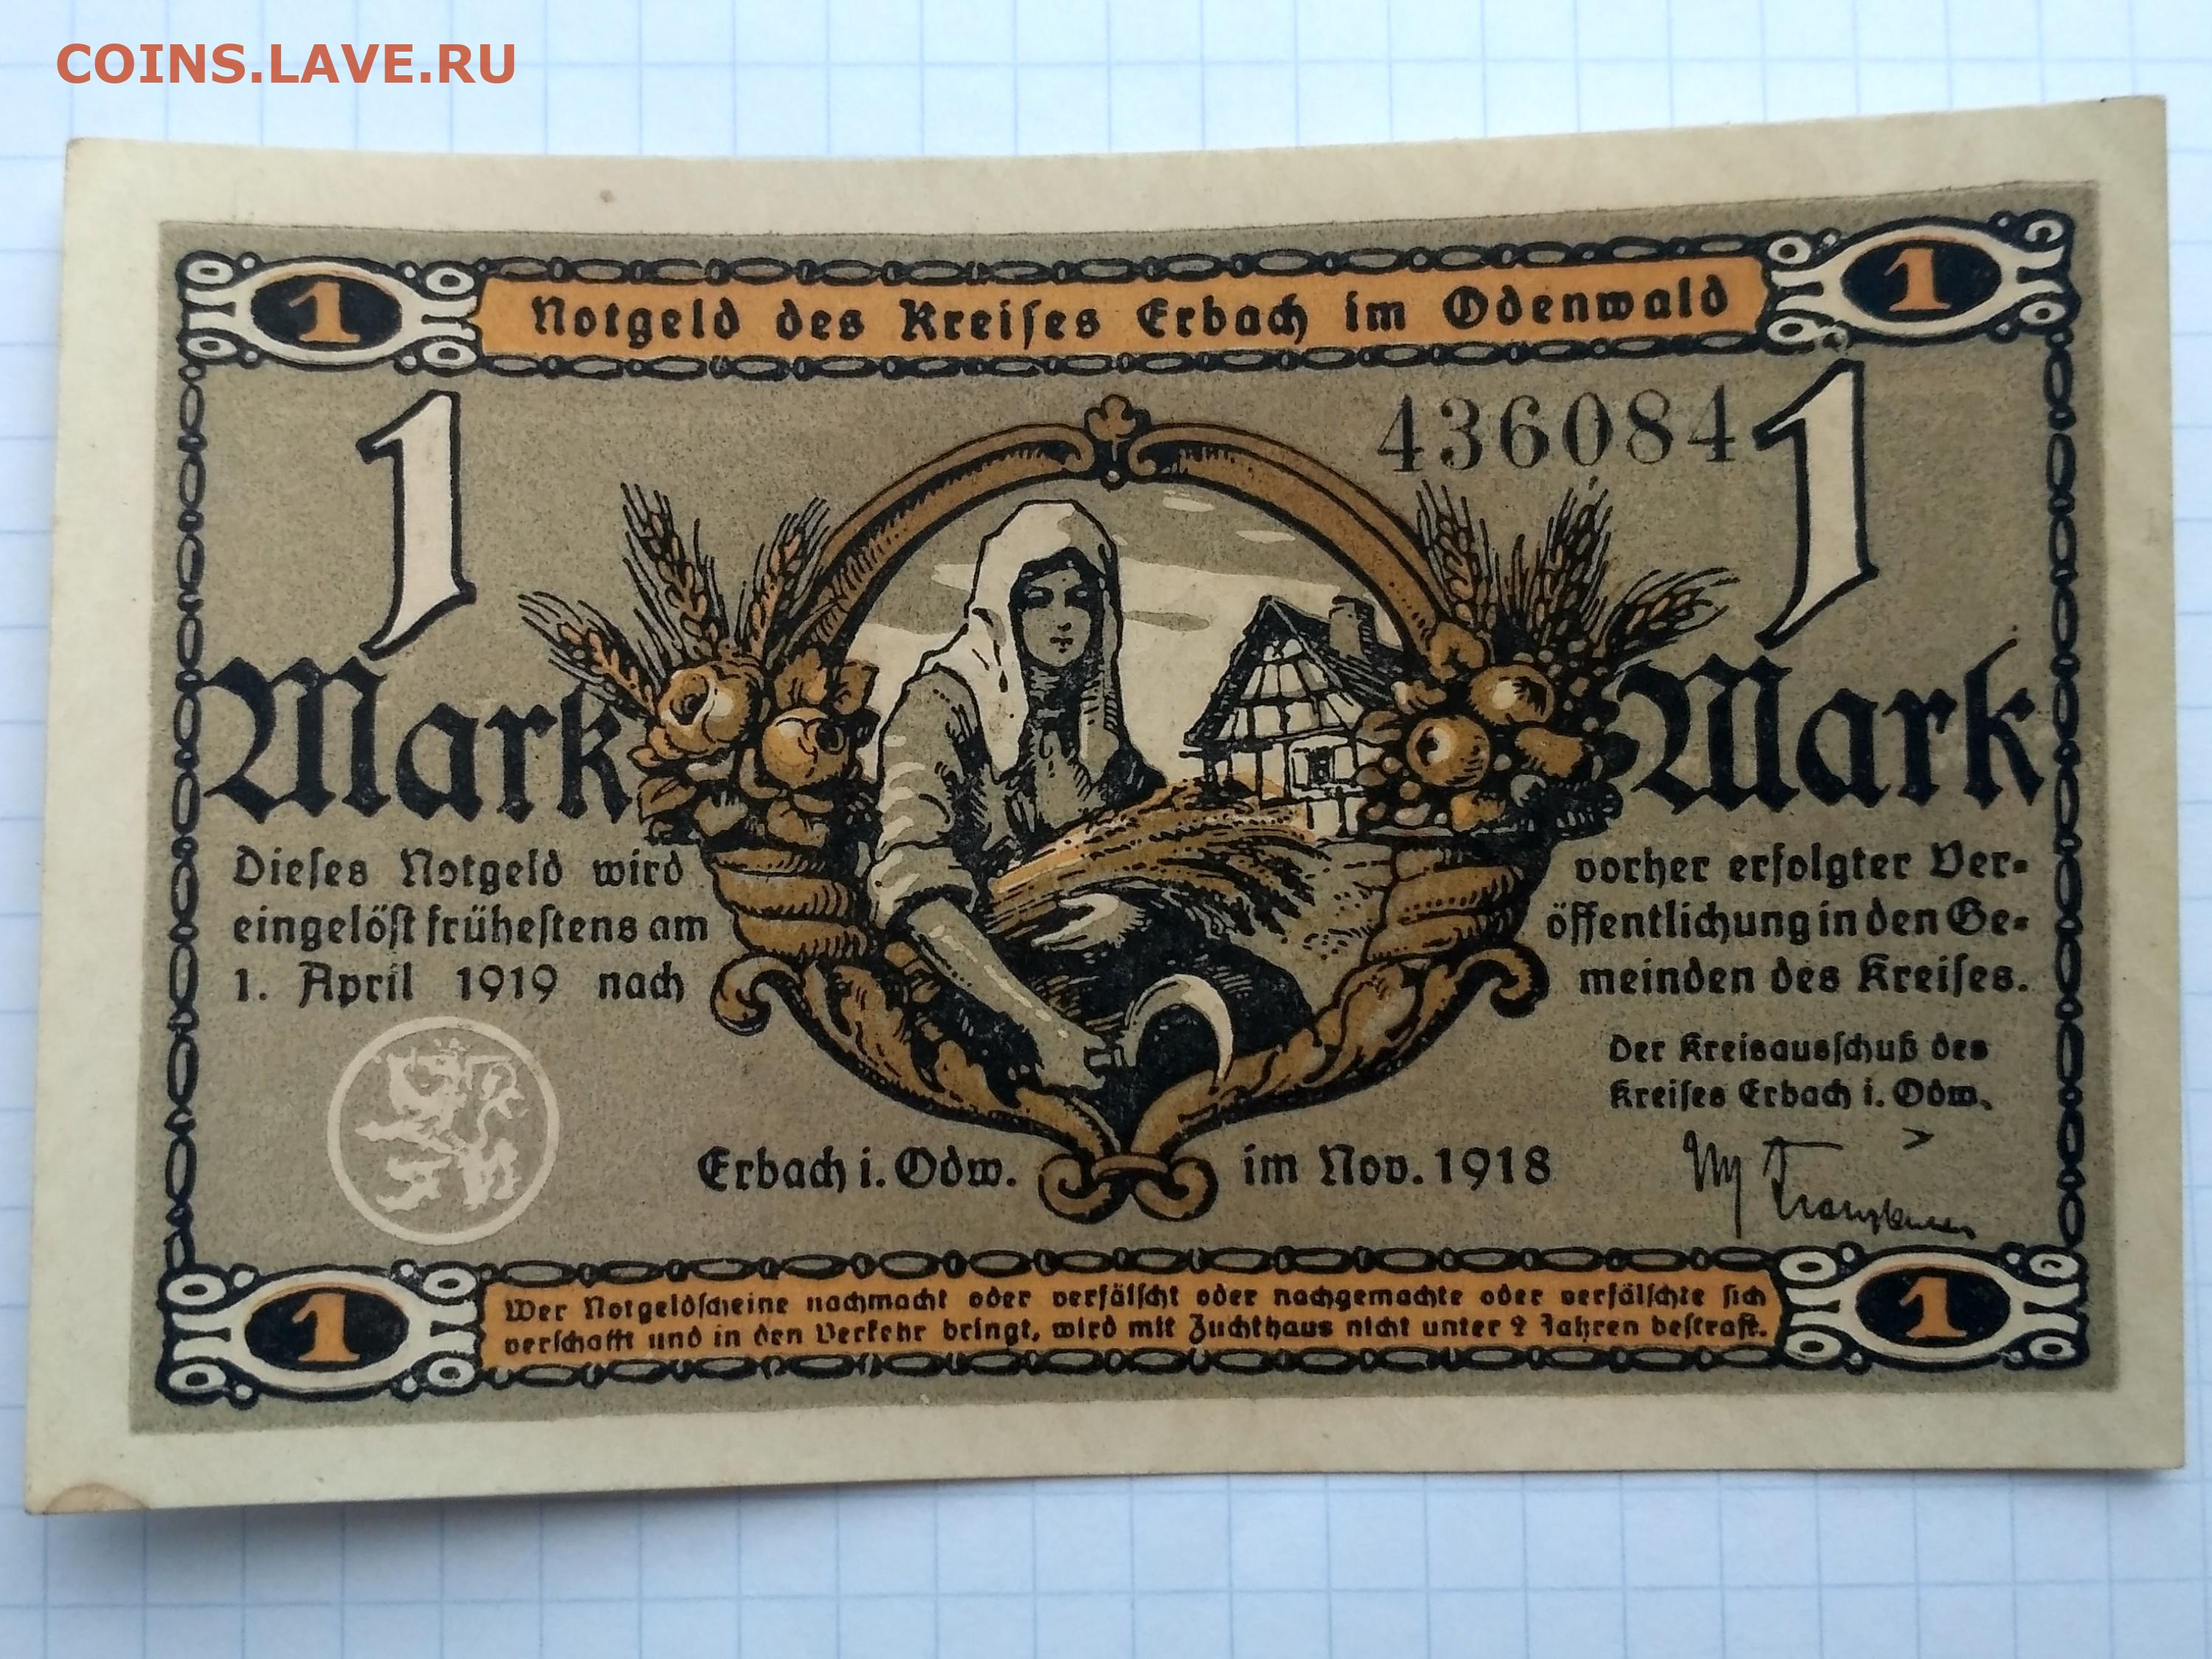 COINS.LAVE.RU
1 Notgeld des Kreiſes Erbach im Odenwald 1
436084
1 1
Mark Mark
Dieſes Notgeld wird
eingelöſt früheſtens am
1. April 1919 nach
vorher erfolgter Ver-
öffentlichung in den Ge-
meinden des Kreiſes.
Der Kreisausſchuß des
Kreiſes Erbach i. Odw.
Erbach i. Odw. im Nov. 1918
1 1
Wer Notgeldſcheine nachmacht oder verfälſcht oder nachgemachte oder verfälſchte ſich
verſchafft und in den Verkehr bringt, wird mit Zuchthaus nicht unter 2 Jahren beſtraft.